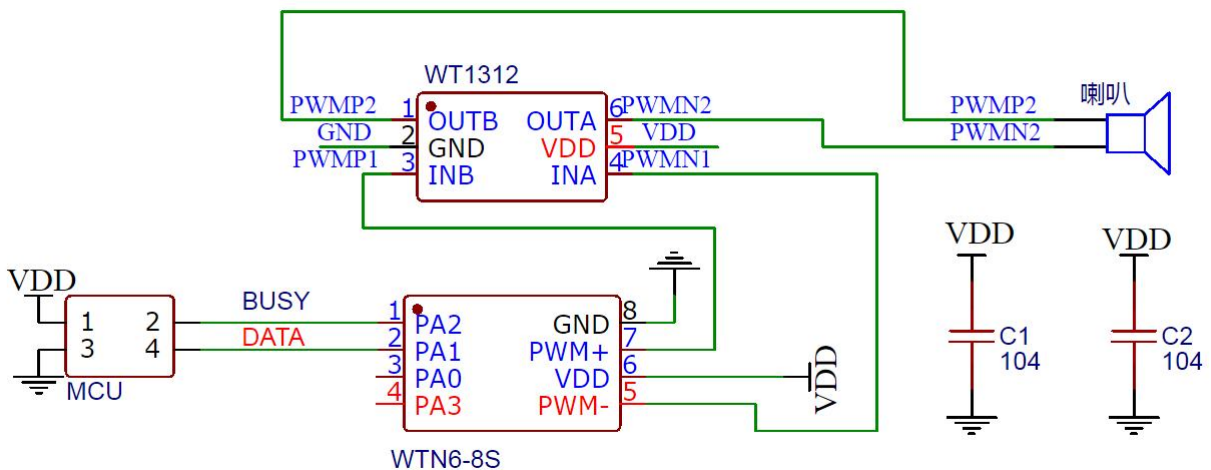 WT1312
PWMP2 1 OUTB OUTA 6 PWMN2
GND 2 GND VDD 5 VDD
PWMP1 3 INB INA 4 PWMN1
喇叭
PWMP2
PWMN2
VDD
1 2
3 4
MCU
BUSY
DATA
1 PA2 GND 8
2 PA1 PWM+ 7
3 PA0 VDD 6
4 PA3 PWM- 5
WTN6-8S
VDD
VDD
C1
104
VDD
C2
104